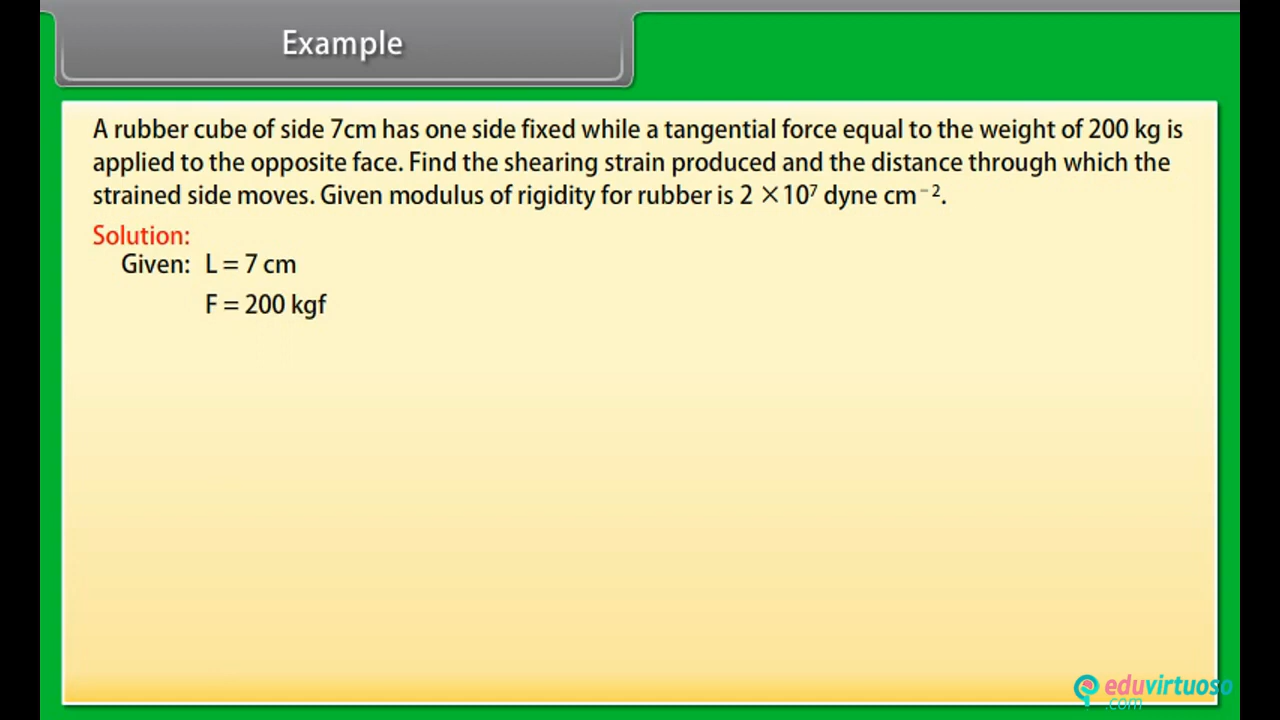 Example
A rubber cube of side 7cm has one side fixed while a tangential force equal to the weight of 200 kg is
applied to the opposite face. Find the shearing strain produced and the distance through which the
strained side moves. Given modulus of rigidity for rubber is 2 ×10⁷ dyne cm⁻².
Solution:
Given: L = 7 cm
F = 200 kgf
eduvirtuoso
.com